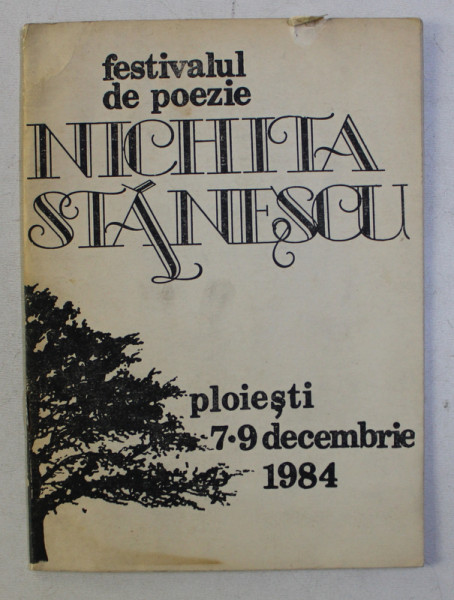 festivalul
de poezie
NICHITA
STĂNESCU
ploiești
7•9 decembrie
1984